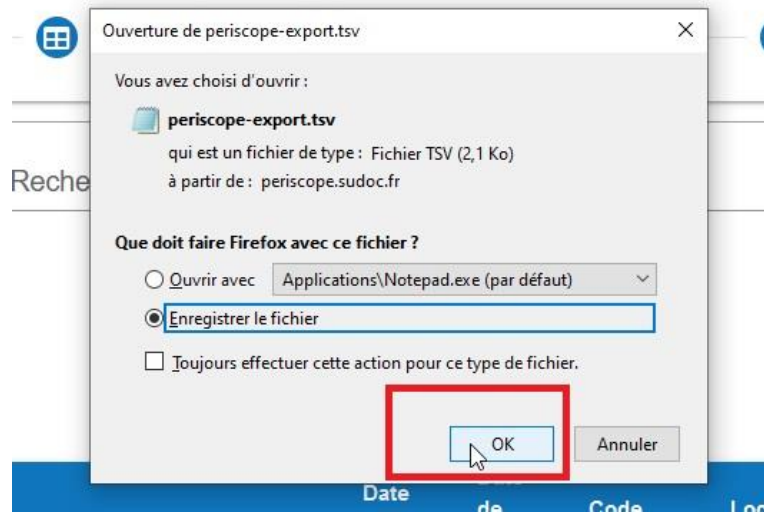 Ouverture de periscope-export.tsv
Vous avez choisi d'ouvrir :
periscope-export.tsv
qui est un fichier de type : Fichier TSV (2,1 Ko)
à partir de : periscope.sudoc.fr
Reche
Que doit faire Firefox avec ce fichier ?
Ouvrir avec Applications\Notepad.exe (par défaut)
Enregistrer le fichier
Toujours effectuer cette action pour ce type de fichier.
OK Annuler
Date
de Code Loc